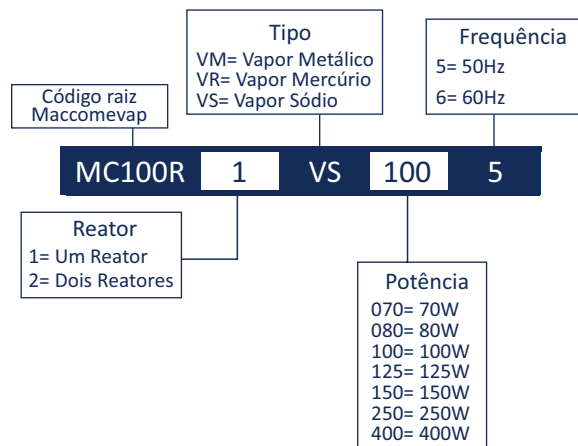 Tipo
VM= Vapor Metálico
VR= Vapor Mercúrio
VS= Vapor Sódio
Frequência
5= 50Hz
6= 60Hz
Código raiz
Maccomevap
MC100R 1 VS 100 5
Reator
1= Um Reator
2= Dois Reatores
Potência
070= 70W
080= 80W
100= 100W
125= 125W
150= 150W
250= 250W
400= 400W